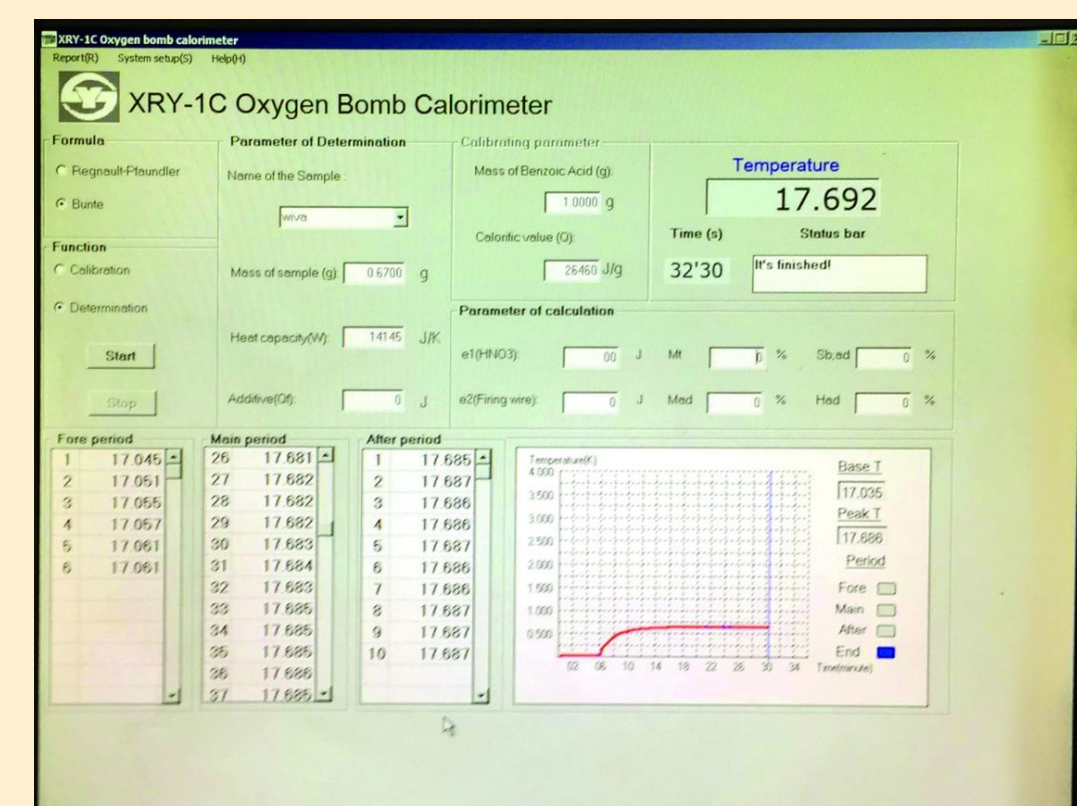 XRY-1C Oxygen bomb calorimeter
Report(R) System setup(S) Help(H)
XRY-1C Oxygen Bomb Calorimeter
Formula
Regnault-Pfaundler
Bunte
Function
Calibration
Determination
Start
Stop
Parameter of Determination
Name of the Sample :
wiva
Mass of sample (g): 0.6700 g
Heat capacity(W): 14145 J/K
Additive(Qf): 0 J
Calibrating parameter
Mass of Benzoic Acid (g):
1.0000 g
Calorific value (Q):
26460 J/g
Temperature
17.692
Time (s) Status bar
32'30 It's finished!
Parameter of calculation
e1(HNO3): 00 J Mt 0 % Sb,ad 0 %
e2(Firing wire): 0 J Mad 0 % Had 0 %
Fore period
1 17.045
2 17.051
3 17.055
4 17.057
5 17.061
6 17.061
Main period
26 17.681
27 17.682
28 17.682
29 17.682
30 17.683
31 17.684
32 17.683
33 17.685
34 17.685
35 17.685
36 17.686
37 17.685
After period
1 17.685
2 17.687
3 17.686
4 17.686
5 17.687
6 17.686
7 17.686
8 17.687
9 17.687
10 17.687
Temperature(K)
4.000
3.500
3.000
2.500
2.000
1.500
1.000
0.500
02 06 10 14 18 22 26 30 34 Time(minute)
Base T
17.035
Peak T
17.686
Period
Fore
Main
After
End